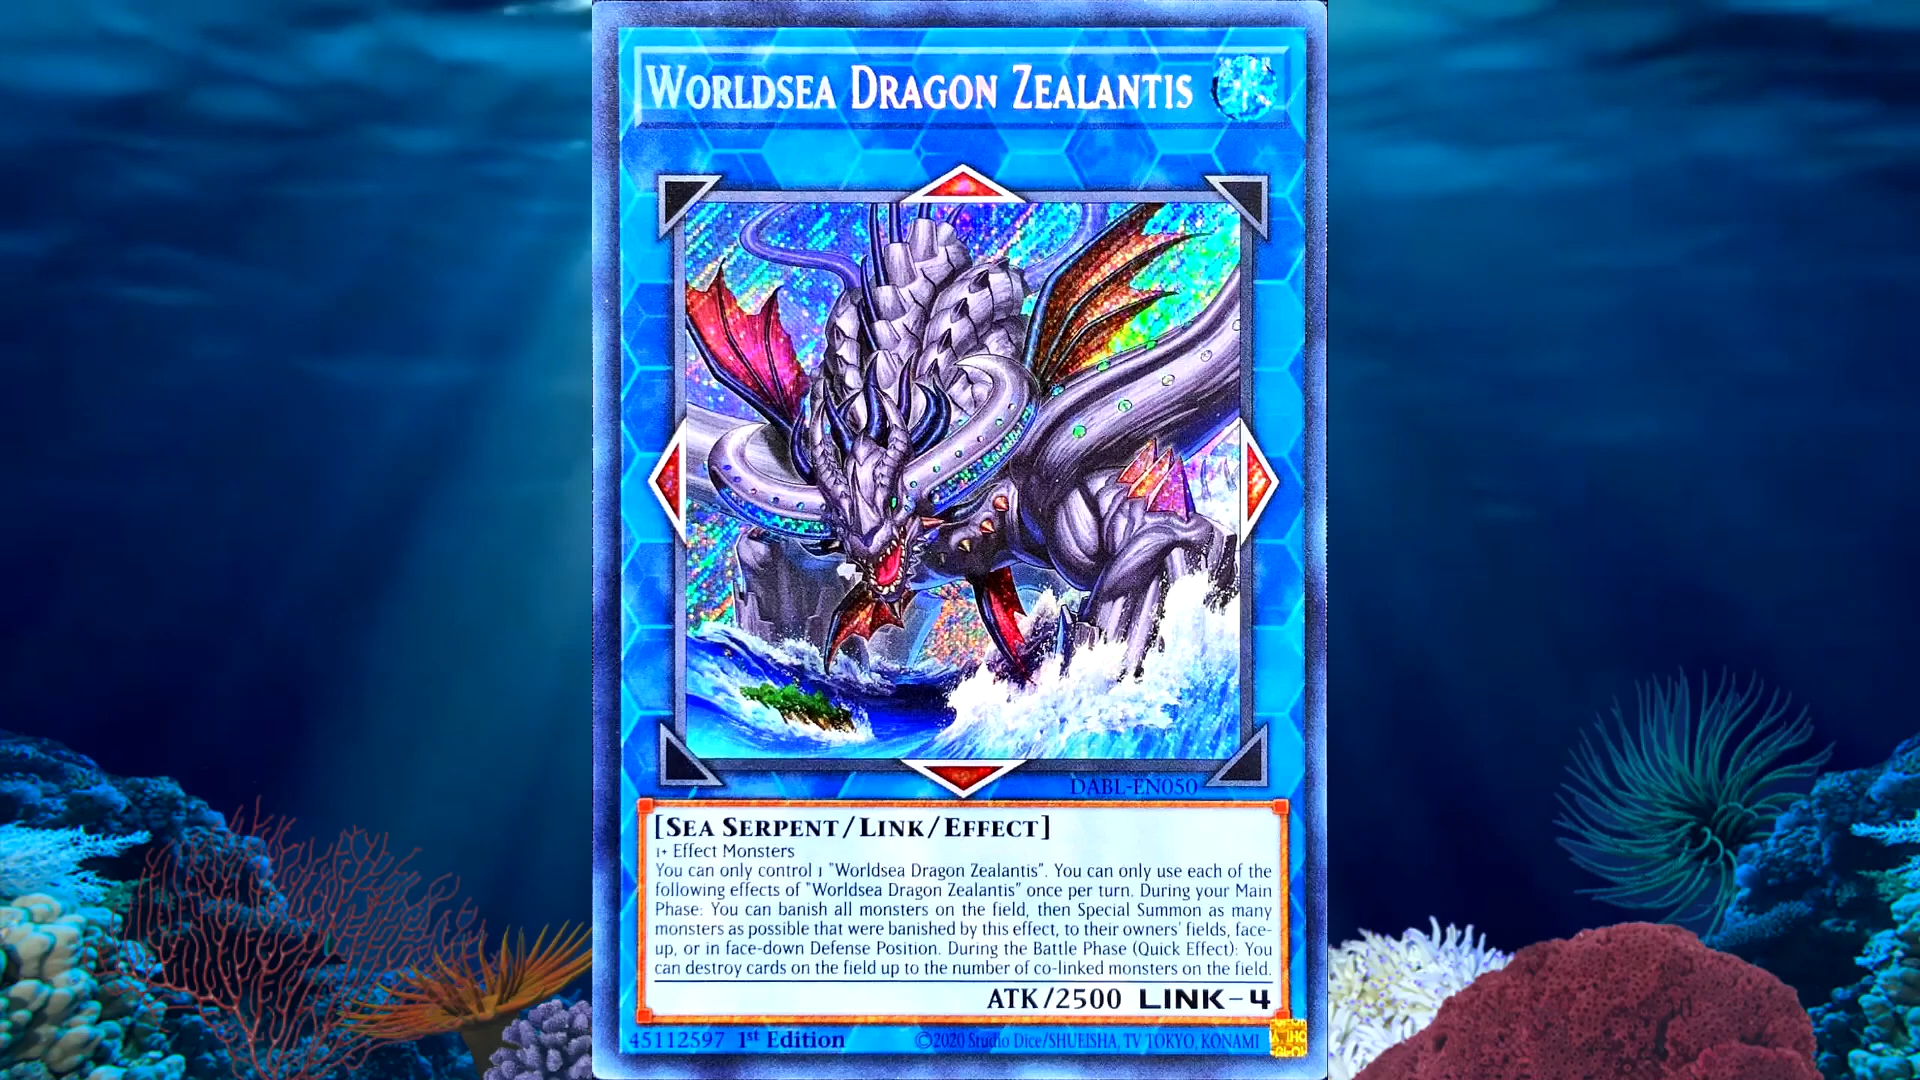 WORLDSEA DRAGON ZEALANTIS
DABL-EN050
[SEA SERPENT/LINK/EFFECT]
1+ Effect Monsters
You can only control 1 "Worldsea Dragon Zealantis". You can only use each of the
following effects of "Worldsea Dragon Zealantis" once per turn. During your Main
Phase: You can banish all monsters on the field, then Special Summon as many
monsters as possible that were banished by this effect, to their owners' fields, face-
up, or in face-down Defense Position. During the Battle Phase (Quick Effect): You
can destroy cards on the field up to the number of co-linked monsters on the field.
ATK/2500 LINK-4
45112597 1st Edition ©2020 Studio Dice/SHUEISHA, TV TOKYO, KONAMI